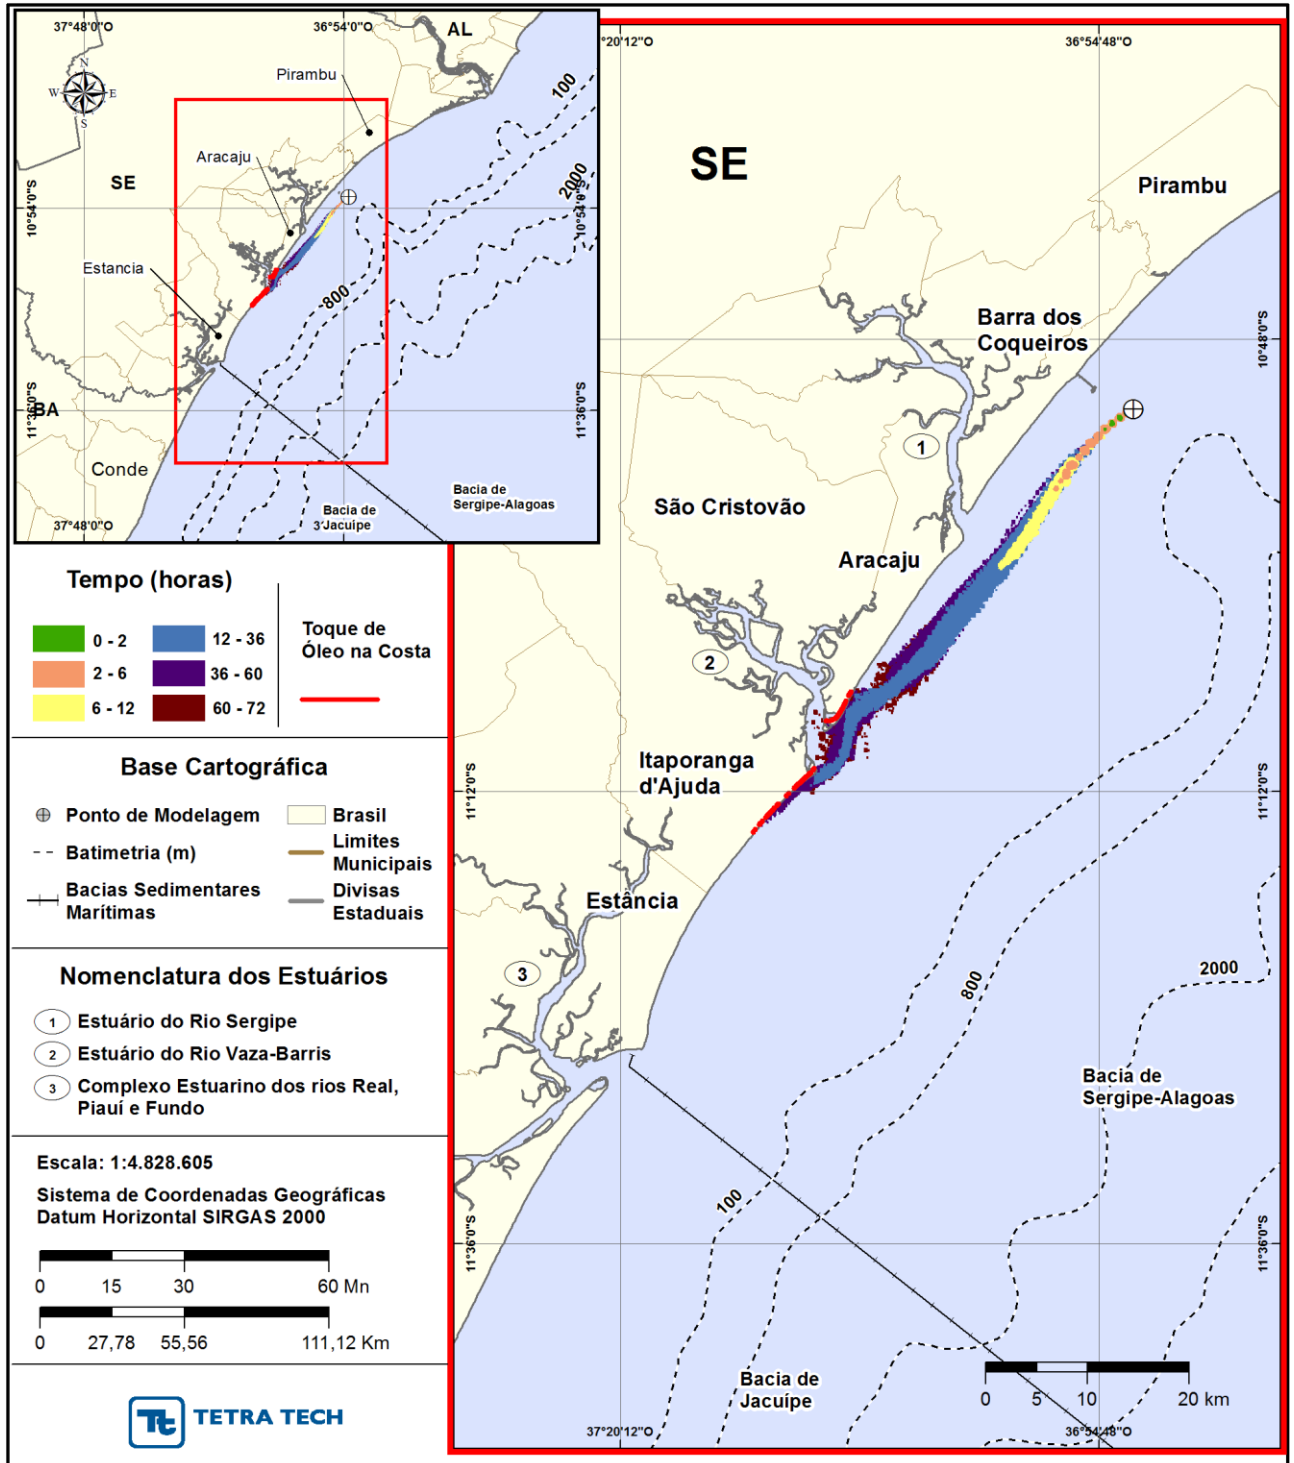 37°48'0"O
36°54'0"O
AL
N
W
E
S
Pirambu
100
Aracaju
SE
2000
10°54'0"S
10°54'0"S
Estancia
800
BA
11°36'0"S
11°36'0"S
Conde
Bacia de
Sergipe-Alagoas
Bacia de
Jacuípe
37°48'0"O
°20'12"O
36°54'48"O
SE
Pirambu
Barra dos
Coqueiros
10°48'0"S
1
São Cristovão
Aracaju
2
Itaporanga
d'Ajuda
11°12'0"S
11°12'0"S
Estância
3
800
2000
Bacia de
Sergipe-Alagoas
100
11°36'0"S
11°36'0"S
Bacia de
Jacuípe
0 5 10 20 km
37°20'12"O
36°54'48"O
Tempo (horas)
0 - 2
12 - 36
2 - 6
36 - 60
6 - 12
60 - 72
Toque de
Óleo na Costa
Base Cartográfica
Ponto de Modelagem
Brasil
Batimetria (m)
Limites
Municipais
Bacias Sedimentares
Marítimas
Divisas
Estaduais
Nomenclatura dos Estuários
1 Estuário do Rio Sergipe
2 Estuário do Rio Vaza-Barris
3 Complexo Estuarino dos rios Real,
Piauí e Fundo
Escala: 1:4.828.605
Sistema de Coordenadas Geográficas
Datum Horizontal SIRGAS 2000
0 15 30 60 Mn
0 27,78 55,56 111,12 Km
Tt TETRA TECH